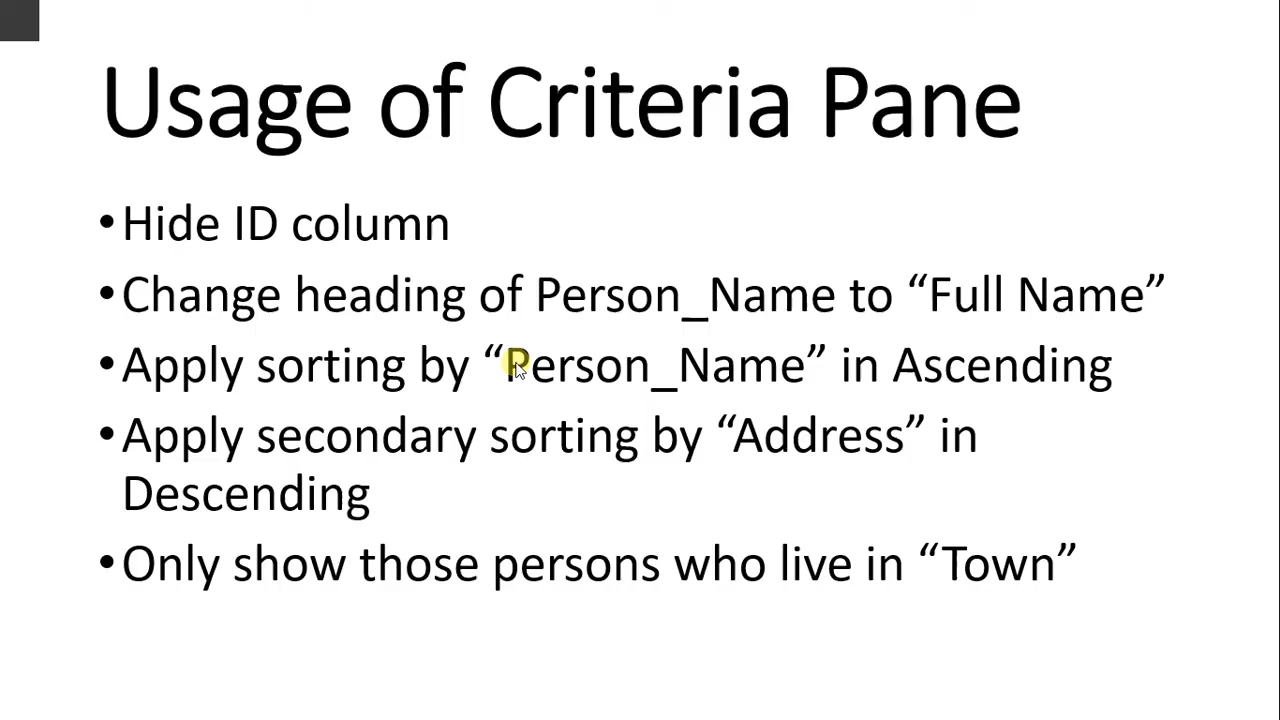 Usage of Criteria Pane
•Hide ID column
•Change heading of Person_Name to “Full Name”
•Apply sorting by “Person_Name” in Ascending
•Apply secondary sorting by “Address” in
Descending
•Only show those persons who live in “Town”